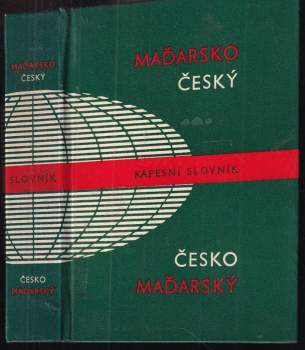 MAĎARSKO
ČESKÝ
SLOVNÍK
ČESKO
MAĎARSKÝ
MAĎARSKO
ČESKÝ
KAPESNÍ SLOVNÍK
ČESKO
MAĎARSKÝ